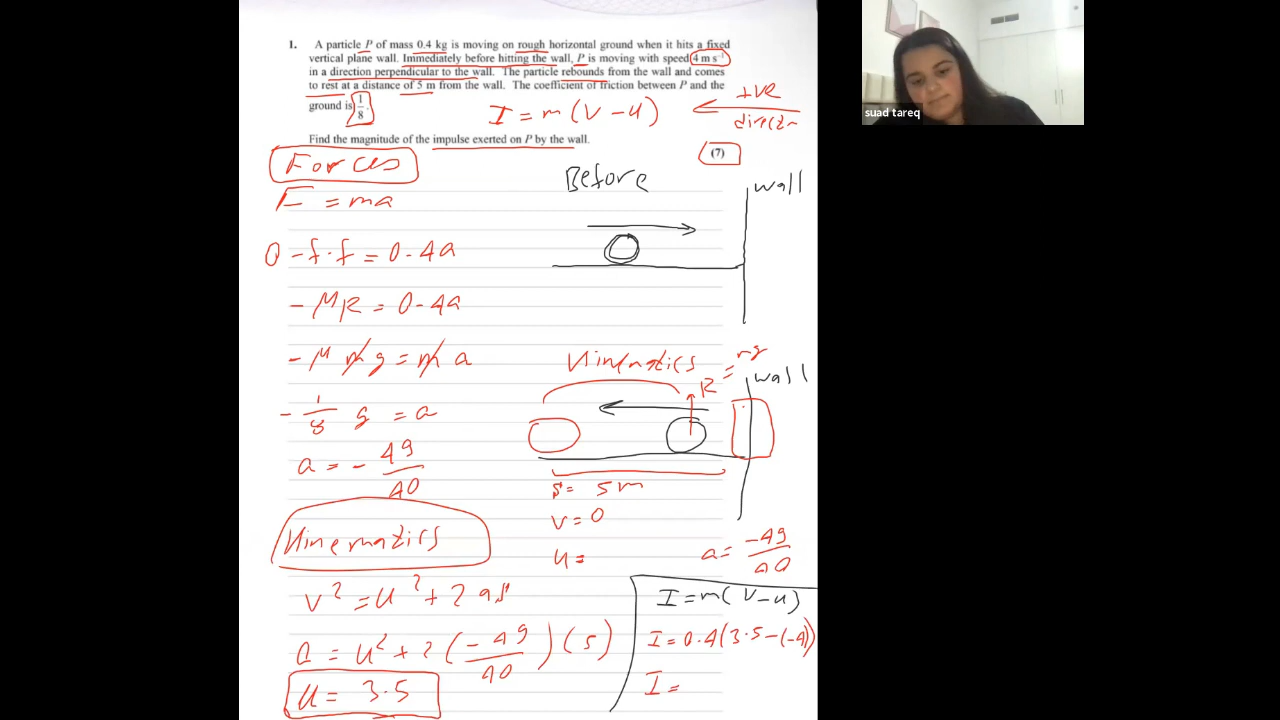 1. A particle P of mass 0.4 kg is moving on rough horizontal ground when it hits a fixed
vertical plane wall. Immediately before hitting the wall, P is moving with speed 4 m s⁻¹
in a direction perpendicular to the wall. The particle rebounds from the wall and comes
to rest at a distance of 5 m from the wall. The coefficient of friction between P and the
ground is 1/8.
I = m(v - u)
+ve
directn
Find the magnitude of the impulse exerted on P by the wall.
(7)
Forces
F = ma
0 - f.f = 0.4a
- μR = 0.4a
- μ m g = m a
- 1/8 g = a
a = - 49/40
Before
wall
Kinematics
R = mg
wall
s = 5m
v = 0
u =
a = -49/40
Kinematics
v² = u² + 2as
0 = u² + 2(-49/40)(5)
u = 3.5
I = m(v - u)
I = 0.4(3.5 - (-4))
I =
suad tareq